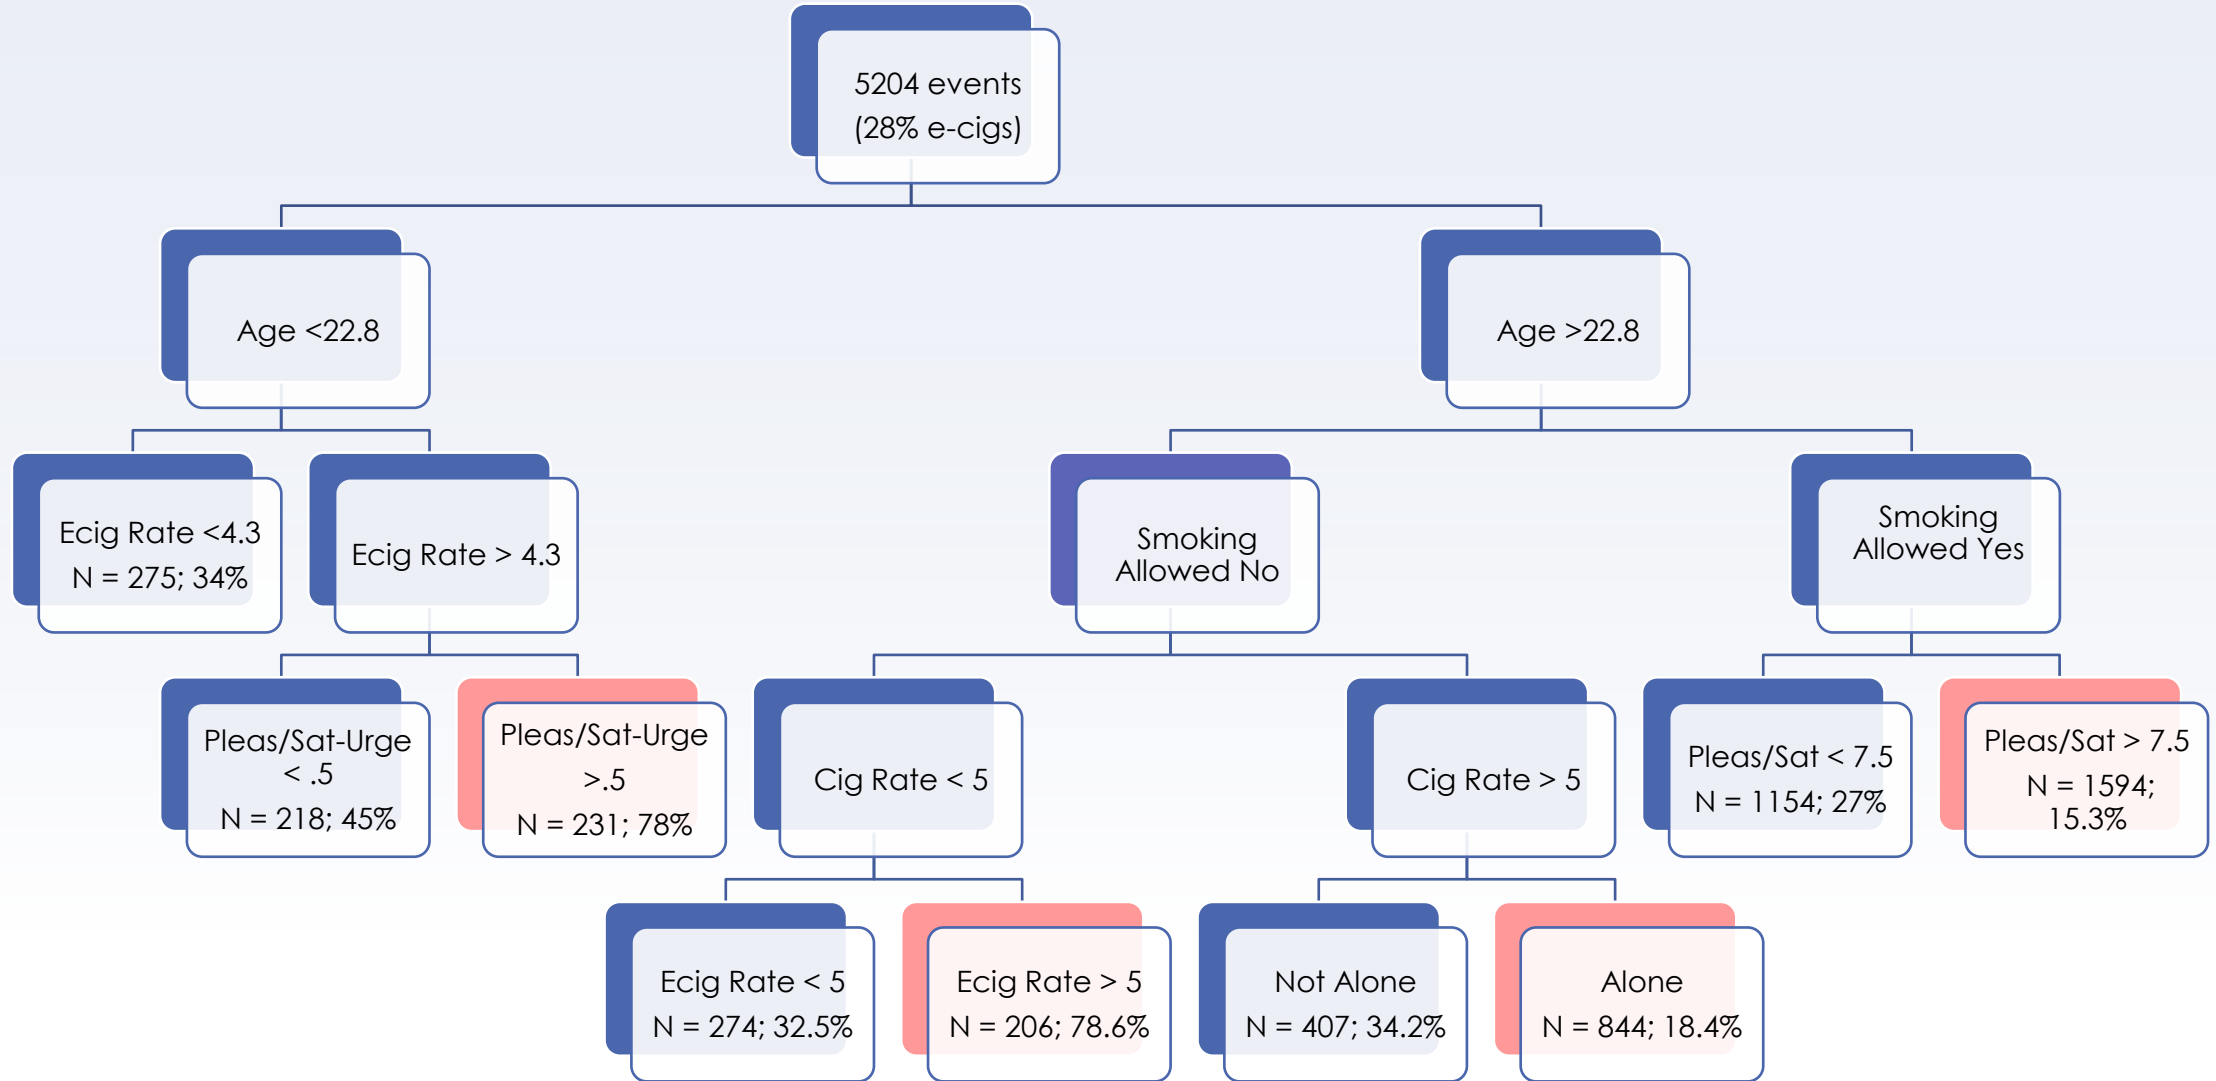 5204 events
(28% e-cigs)
Age <22.8
Age >22.8
Ecig Rate <4.3
N = 275; 34%
Ecig Rate > 4.3
Smoking
Allowed No
Smoking
Allowed Yes
Pleas/Sat-Urge
< .5
N = 218; 45%
Pleas/Sat-Urge
>.5
N = 231; 78%
Cig Rate < 5
Cig Rate > 5
Pleas/Sat < 7.5
N = 1154; 27%
Pleas/Sat > 7.5
N = 1594;
15.3%
Ecig Rate < 5
N = 274; 32.5%
Ecig Rate > 5
N = 206; 78.6%
Not Alone
N = 407; 34.2%
Alone
N = 844; 18.4%